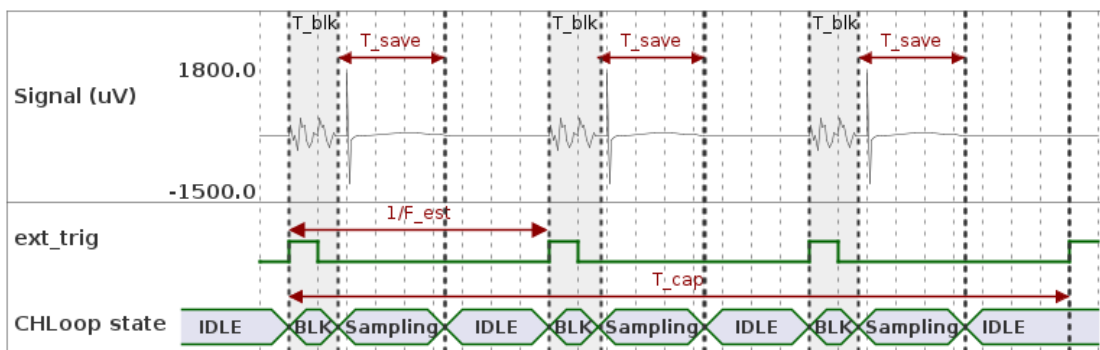 T_blk T_blk T_blk
T_save T_save T_save
1800.0
Signal (uV)
-1500.0
1/F_est
ext_trig
T_cap
CHLoop state IDLE BLK Sampling IDLE BLK Sampling IDLE BLK Sampling IDLE